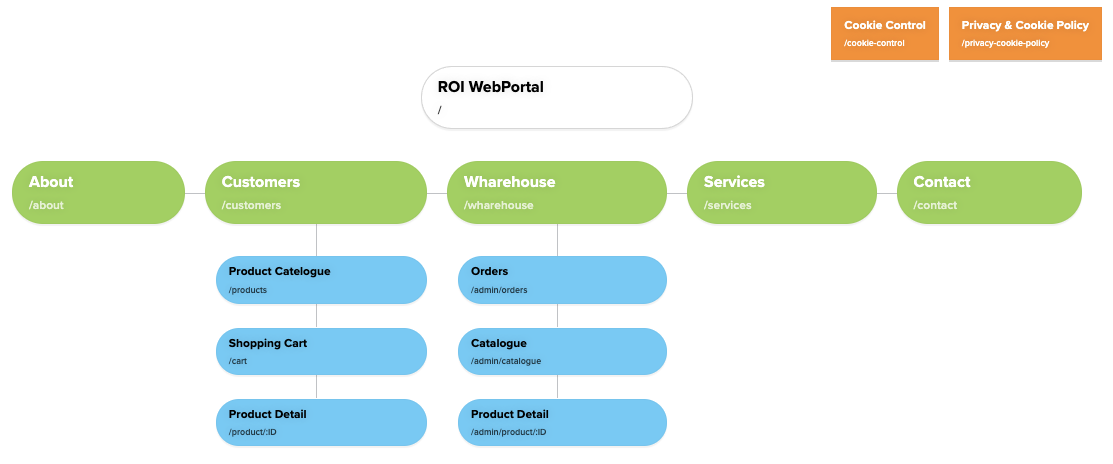 Cookie Control
/cookie-control
Privacy & Cookie Policy
/privacy-cookie-policy
ROI WebPortal
/
About
/about
Customers
/customers
Wharehouse
/wharehouse
Services
/services
Contact
/contact
Product Catelogue
/products
Orders
/admin/orders
Shopping Cart
/cart
Catalogue
/admin/catalogue
Product Detail
/product/:ID
Product Detail
/admin/product/:ID